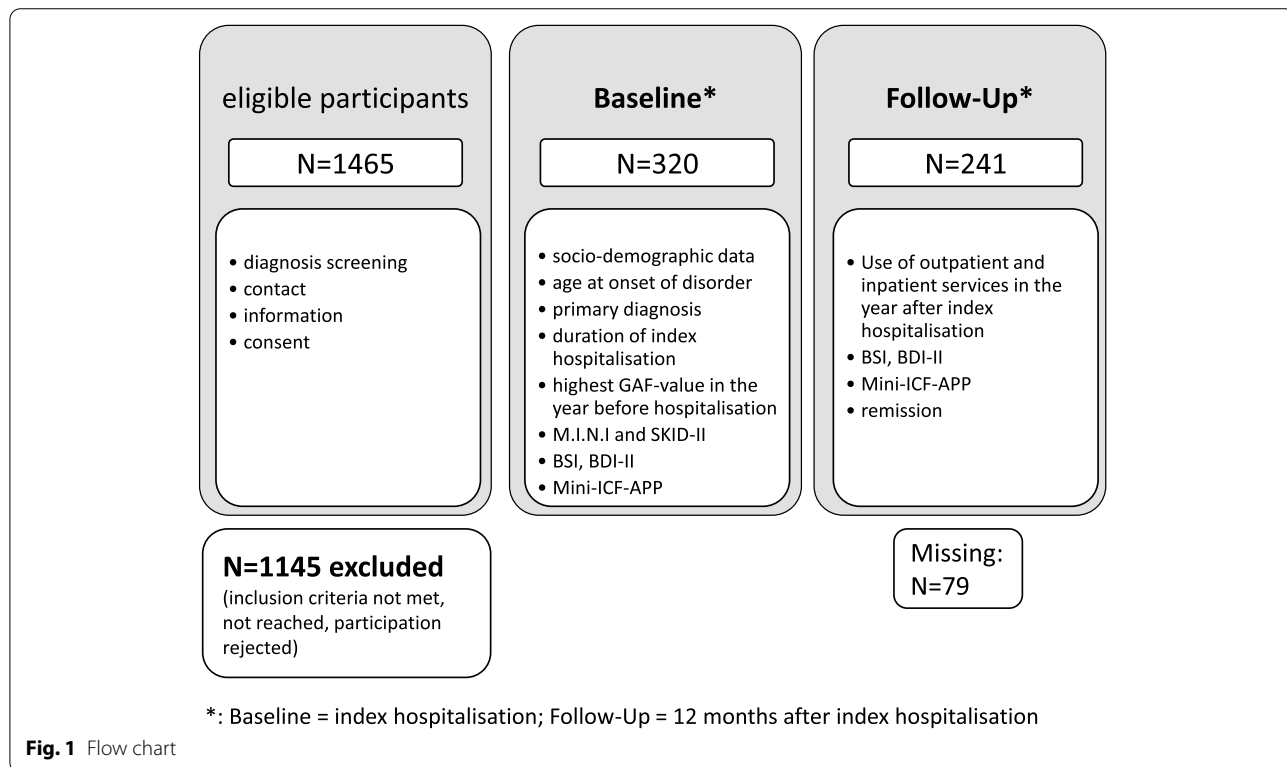 eligible participants
N=1465
• diagnosis screening
• contact
• information
• consent
N=1145 excluded
(inclusion criteria not met,
not reached, participation
rejected)
Baseline*
N=320
• socio-demographic data
• age at onset of disorder
• primary diagnosis
• duration of index
hospitalisation
• highest GAF-value in the
year before hospitalisation
• M.I.N.I and SKID-II
• BSI, BDI-II
• Mini-ICF-APP
Follow-Up*
N=241
• Use of outpatient and
inpatient services in the
year after index
hospitalisation
• BSI, BDI-II
• Mini-ICF-APP
• remission
Missing:
N=79
*: Baseline = index hospitalisation; Follow-Up = 12 months after index hospitalisation
Fig. 1 Flow chart